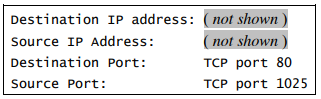 Destination IP address: ( not shown )
Source IP Address: ( not shown )
Destination Port: TCP port 80
Source Port: TCP port 1025